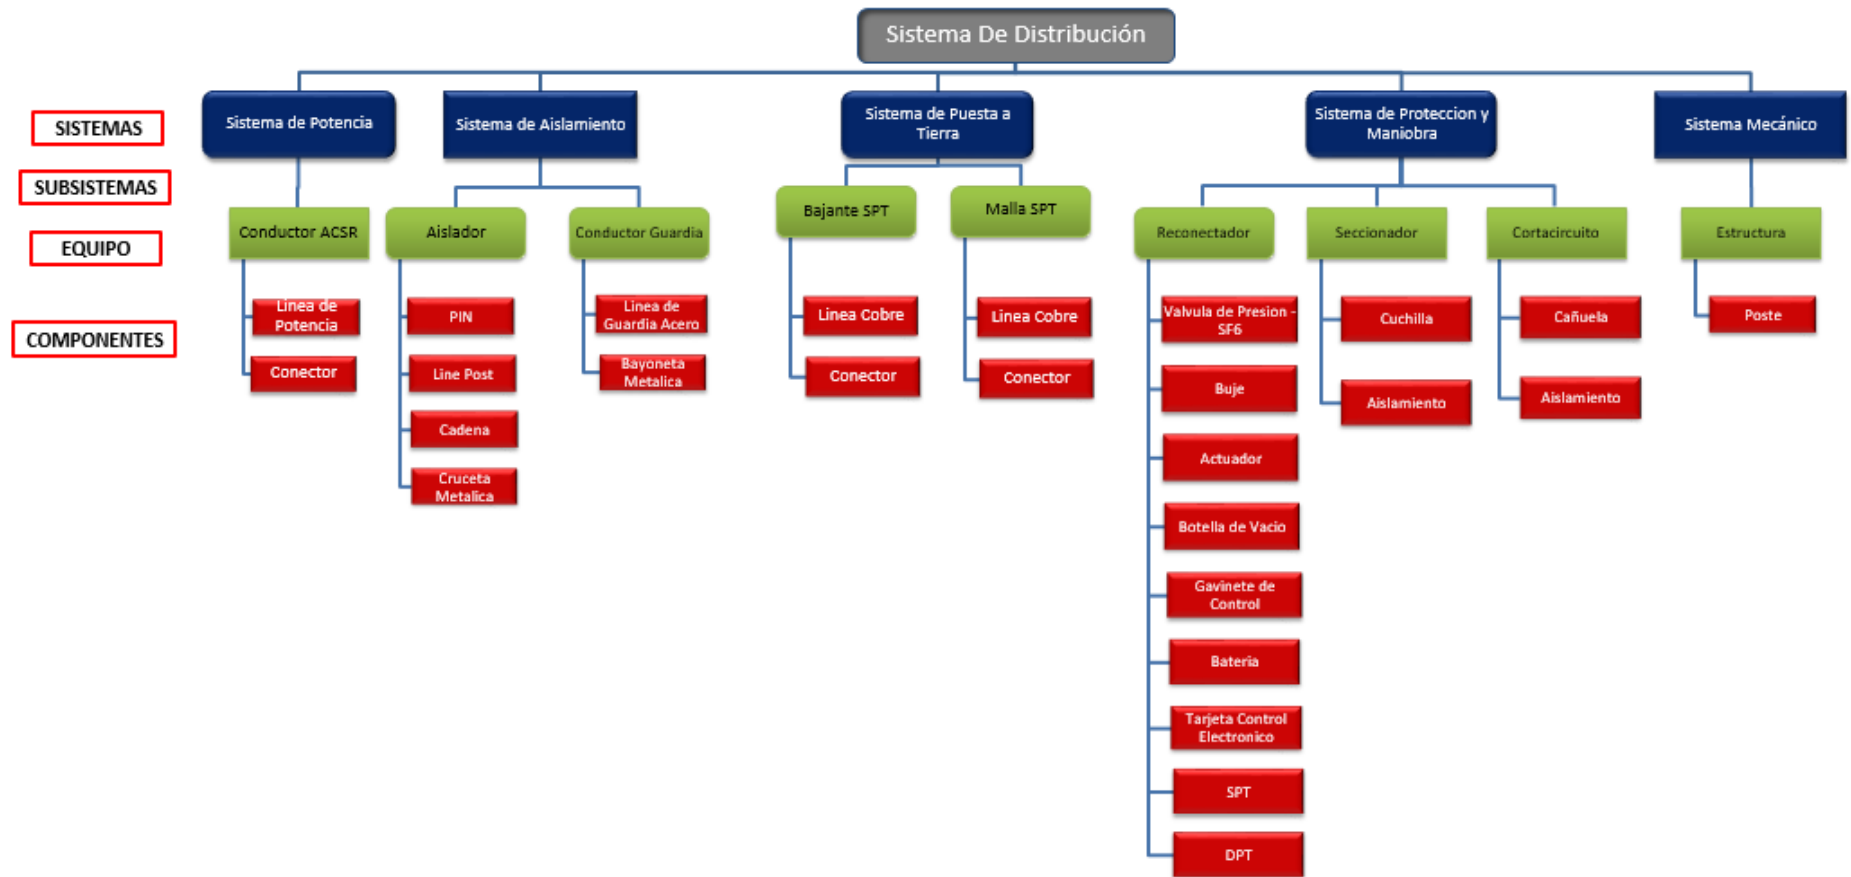 Sistema De Distribución
SISTEMAS
Sistema de Potencia
Sistema de Aislamiento
Sistema de Puesta a
Tierra
Sistema de Proteccion y
Maniobra
Sistema Mecánico
SUBSISTEMAS
EQUIPO
Conductor ACSR
Aislador
Conductor Guardia
Bajante SPT
Malla SPT
Reconectador
Seccionador
Cortacircuito
Estructura
COMPONENTES
Linea de
Potencia
Conector
PIN
Line Post
Cadena
Cruceta
Metalica
Linea de
Guardia Acero
Bayoneta
Metalica
Linea Cobre
Conector
Linea Cobre
Conector
Valvula de Presion -
SF6
Buje
Actuador
Botella de Vacio
Gavinete de
Control
Bateria
Tarjeta Control
Electronico
SPT
DPT
Cuchilla
Aislamiento
Cañuela
Aislamiento
Poste